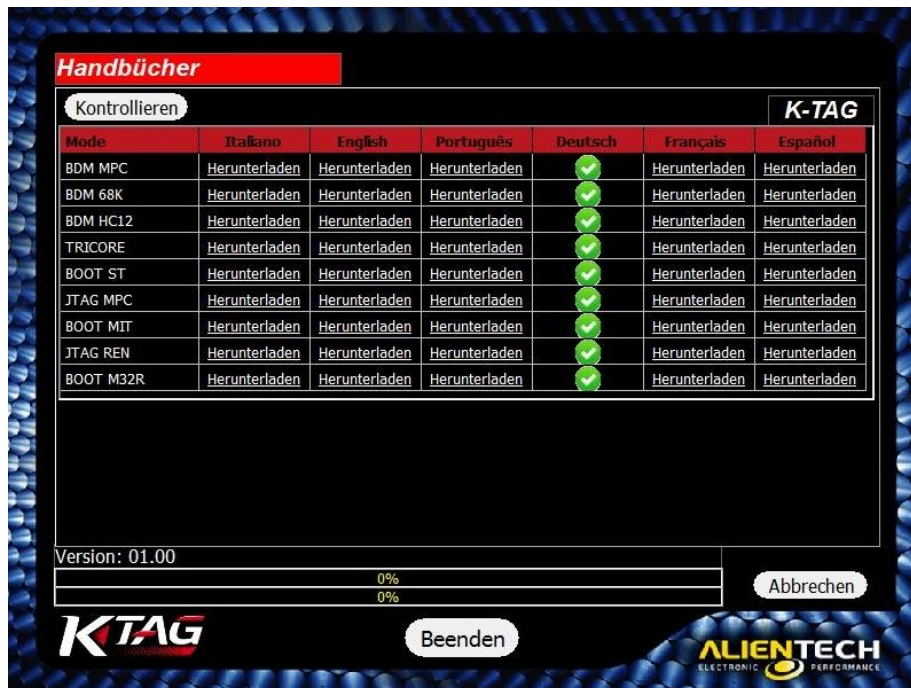 Handbücher
Kontrollieren
K-TAG
Mode Italiano English Português Deutsch Français Español
BDM MPC Herunterladen Herunterladen Herunterladen Herunterladen Herunterladen
BDM 68K Herunterladen Herunterladen Herunterladen Herunterladen Herunterladen
BDM HC12 Herunterladen Herunterladen Herunterladen Herunterladen Herunterladen
TRICORE Herunterladen Herunterladen Herunterladen Herunterladen Herunterladen
BOOT ST Herunterladen Herunterladen Herunterladen Herunterladen Herunterladen
JTAG MPC Herunterladen Herunterladen Herunterladen Herunterladen Herunterladen
BOOT MIT Herunterladen Herunterladen Herunterladen Herunterladen Herunterladen
JTAG REN Herunterladen Herunterladen Herunterladen Herunterladen Herunterladen
BOOT M32R Herunterladen Herunterladen Herunterladen Herunterladen Herunterladen
Version: 01.00
0%
0%
Abbrechen
KTAG
Beenden
ALIENTECH
ELECTRONIC PERFORMANCE